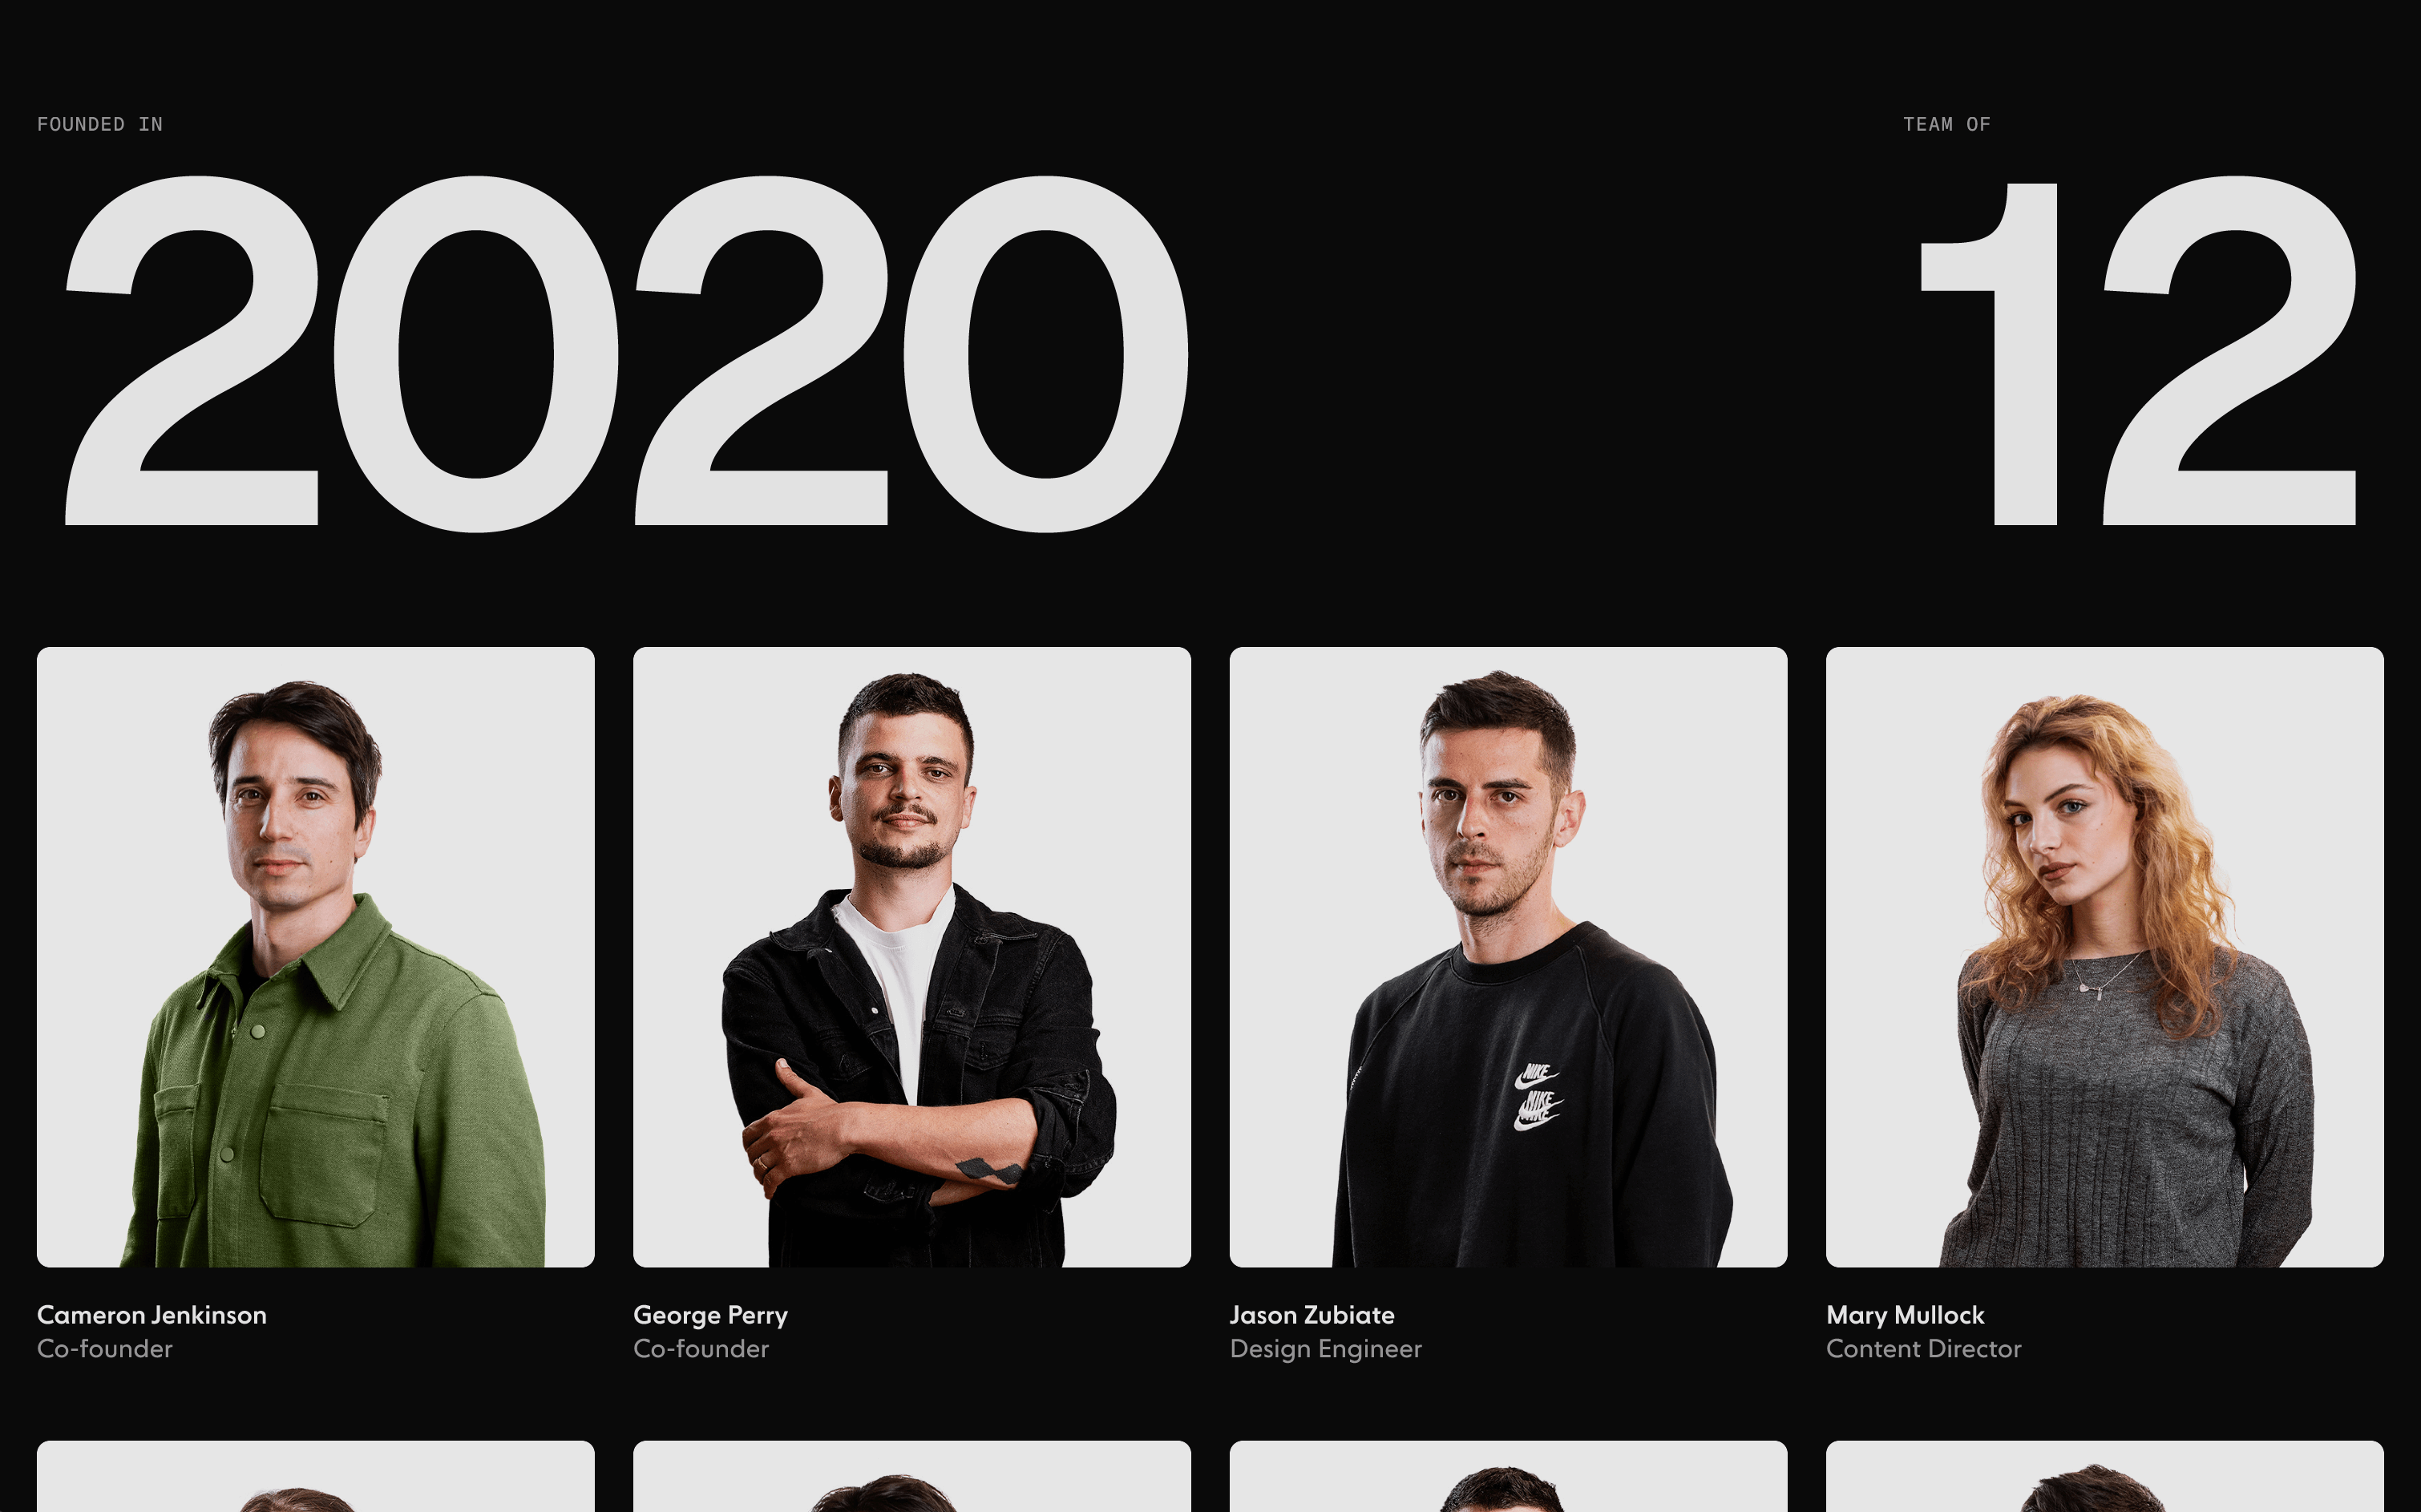 FOUNDED IN
TEAM OF
2020
12
NIKE
NIKE
NIKE
Cameron Jenkinson
George Perry
Jason Zubiate
Mary Mullock
Co-founder
Co-founder
Design Engineer
Content Director